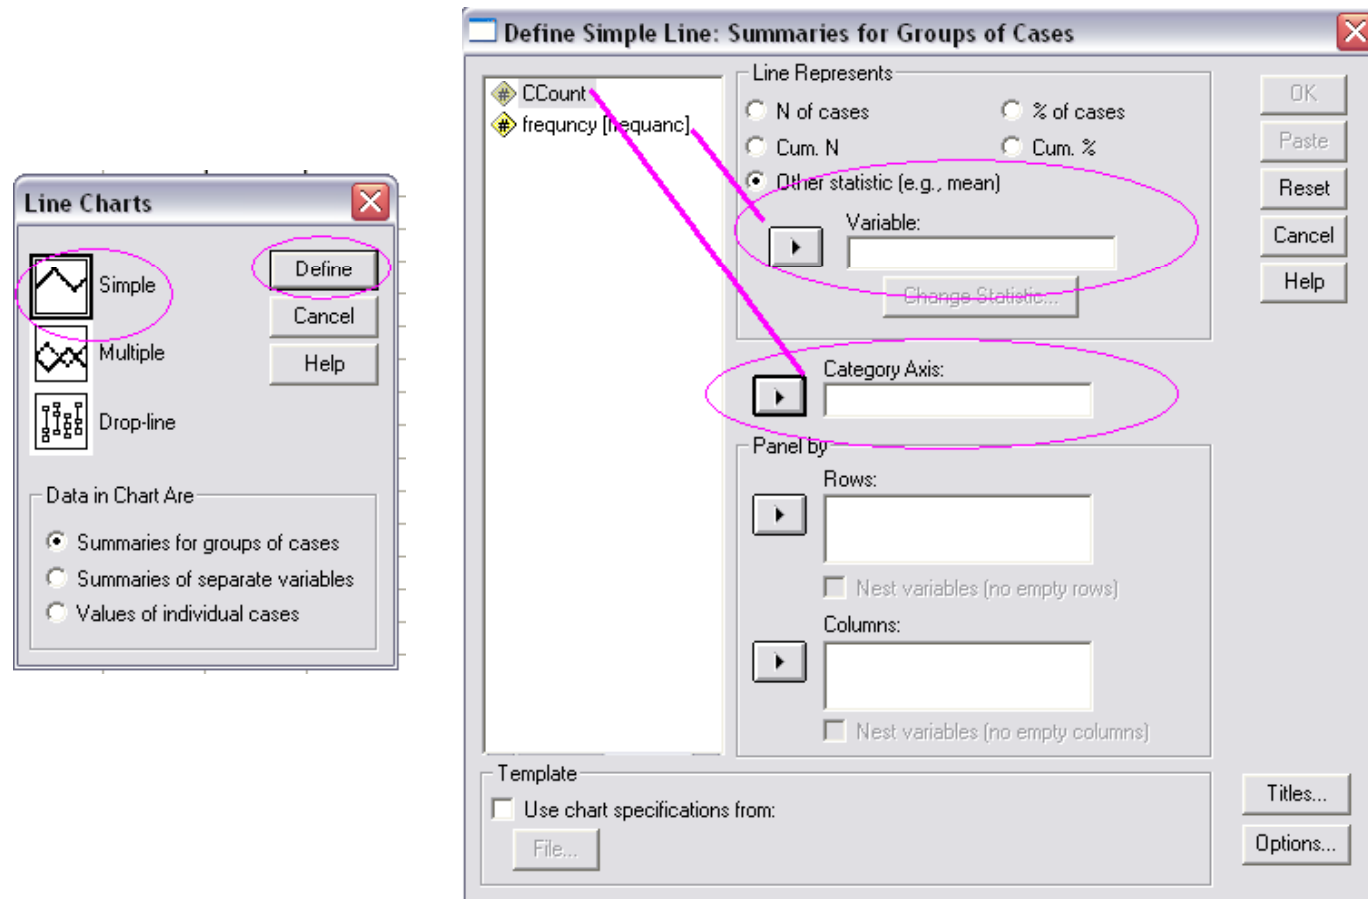 Line Charts
Simple
Multiple
Drop-line
Define
Cancel
Help
Data in Chart Are
Summaries for groups of cases
Summaries of separate variables
Values of individual cases
Define Simple Line: Summaries for Groups of Cases
CCount
frequncy [frequanc]
Line Represents
N of cases
% of cases
Cum. N
Cum. %
Other statistic (e.g., mean)
Variable:
Change Statistic...
Category Axis:
Panel by
Rows:
Nest variables (no empty rows)
Columns:
Nest variables (no empty columns)
Template
Use chart specifications from:
File...
OK
Paste
Reset
Cancel
Help
Titles...
Options...